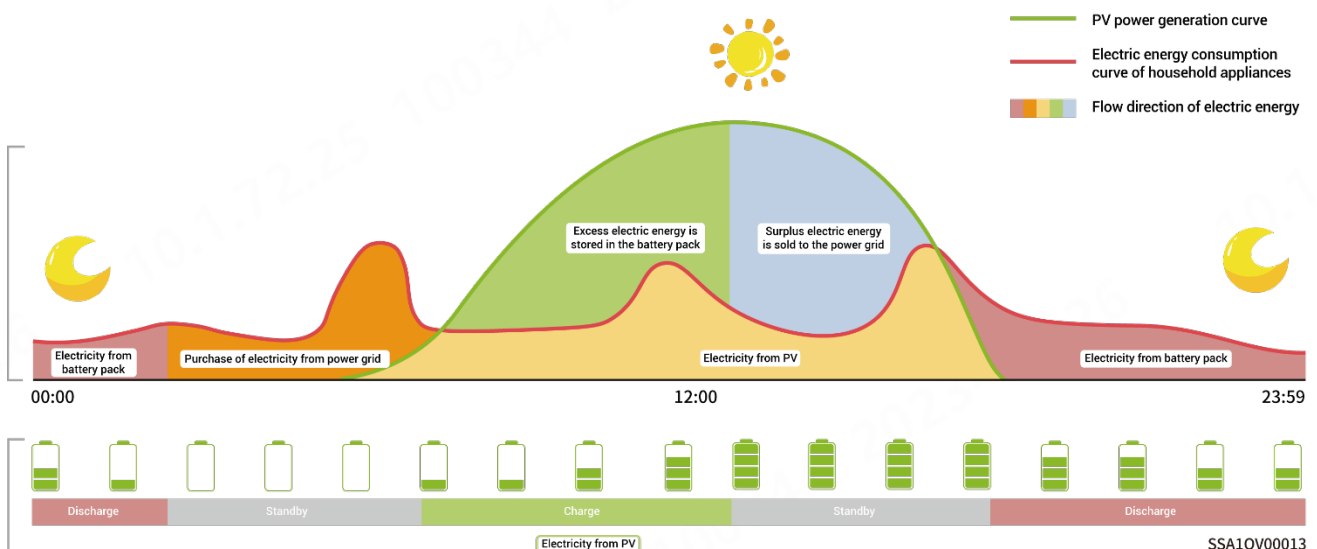 PV power generation curve
Electric energy consumption
curve of household appliances
Flow direction of electric energy
Excess electric energy is
stored in the battery pack
Surplus electric energy
is sold to the power grid
Electricity from
battery pack
Purchase of electricity from power grid
Electricity from PV
Electricity from battery pack
00:00
12:00
23:59
Discharge
Standby
Charge
Standby
Discharge
Electricity from PV
SSA1OV00013